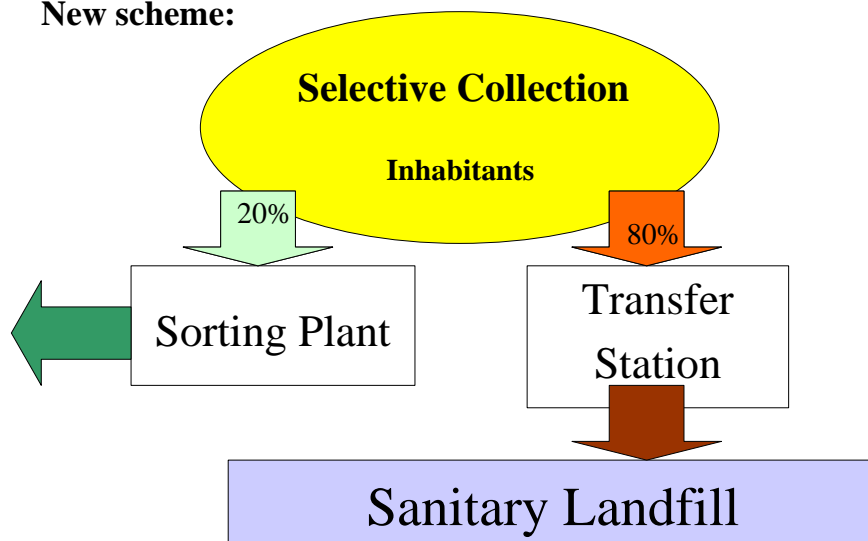 New scheme:
Selective Collection
Inhabitants
20%
80%
Sorting Plant
Transfer
Station
Sanitary Landfill